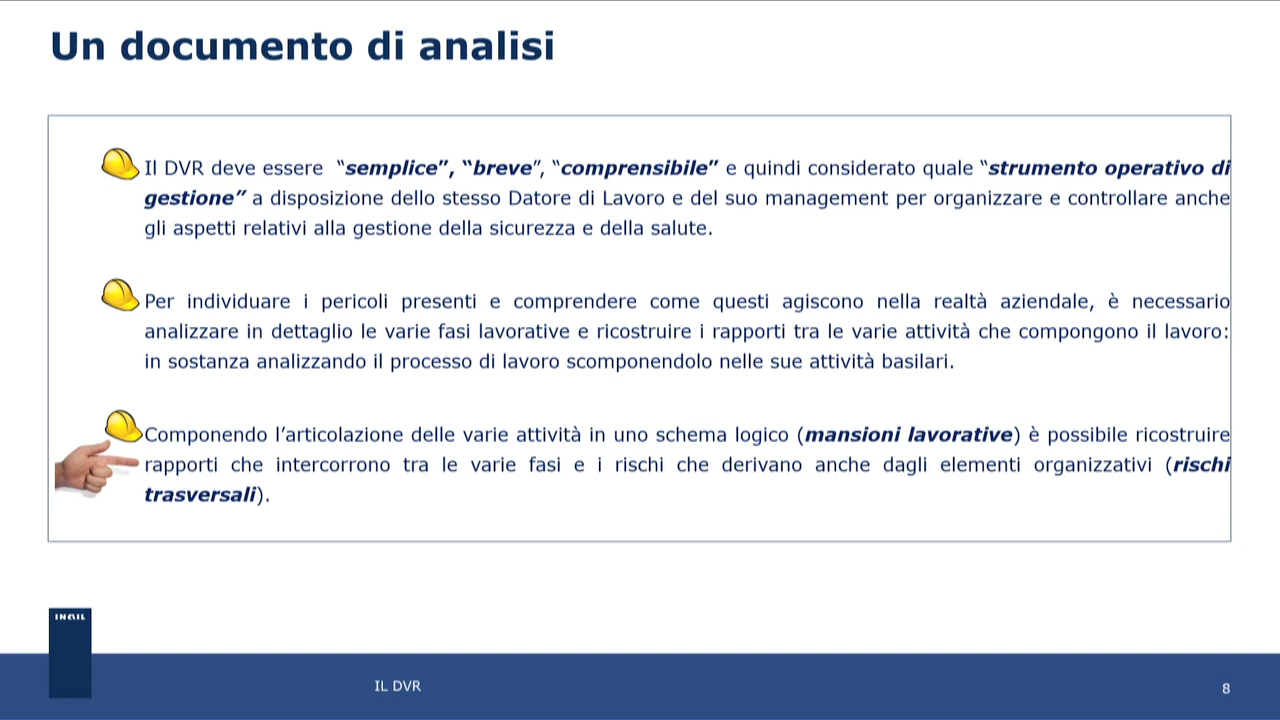 Un documento di analisi
Il DVR deve essere “semplice”, “breve”, “comprensibile” e quindi considerato quale “strumento operativo di
gestione” a disposizione dello stesso Datore di Lavoro e del suo management per organizzare e controllare anche
gli aspetti relativi alla gestione della sicurezza e della salute.
Per individuare i pericoli presenti e comprendere come questi agiscono nella realtà aziendale, è necessario
analizzare in dettaglio le varie fasi lavorative e ricostruire i rapporti tra le varie attività che compongono il lavoro:
in sostanza analizzando il processo di lavoro scomponendolo nelle sue attività basilari.
Componendo l’articolazione delle varie attività in uno schema logico (mansioni lavorative) è possibile ricostruire
rapporti che intercorrono tra le varie fasi e i rischi che derivano anche dagli elementi organizzativi (rischi
trasversali).
INAIL
IL DVR
8